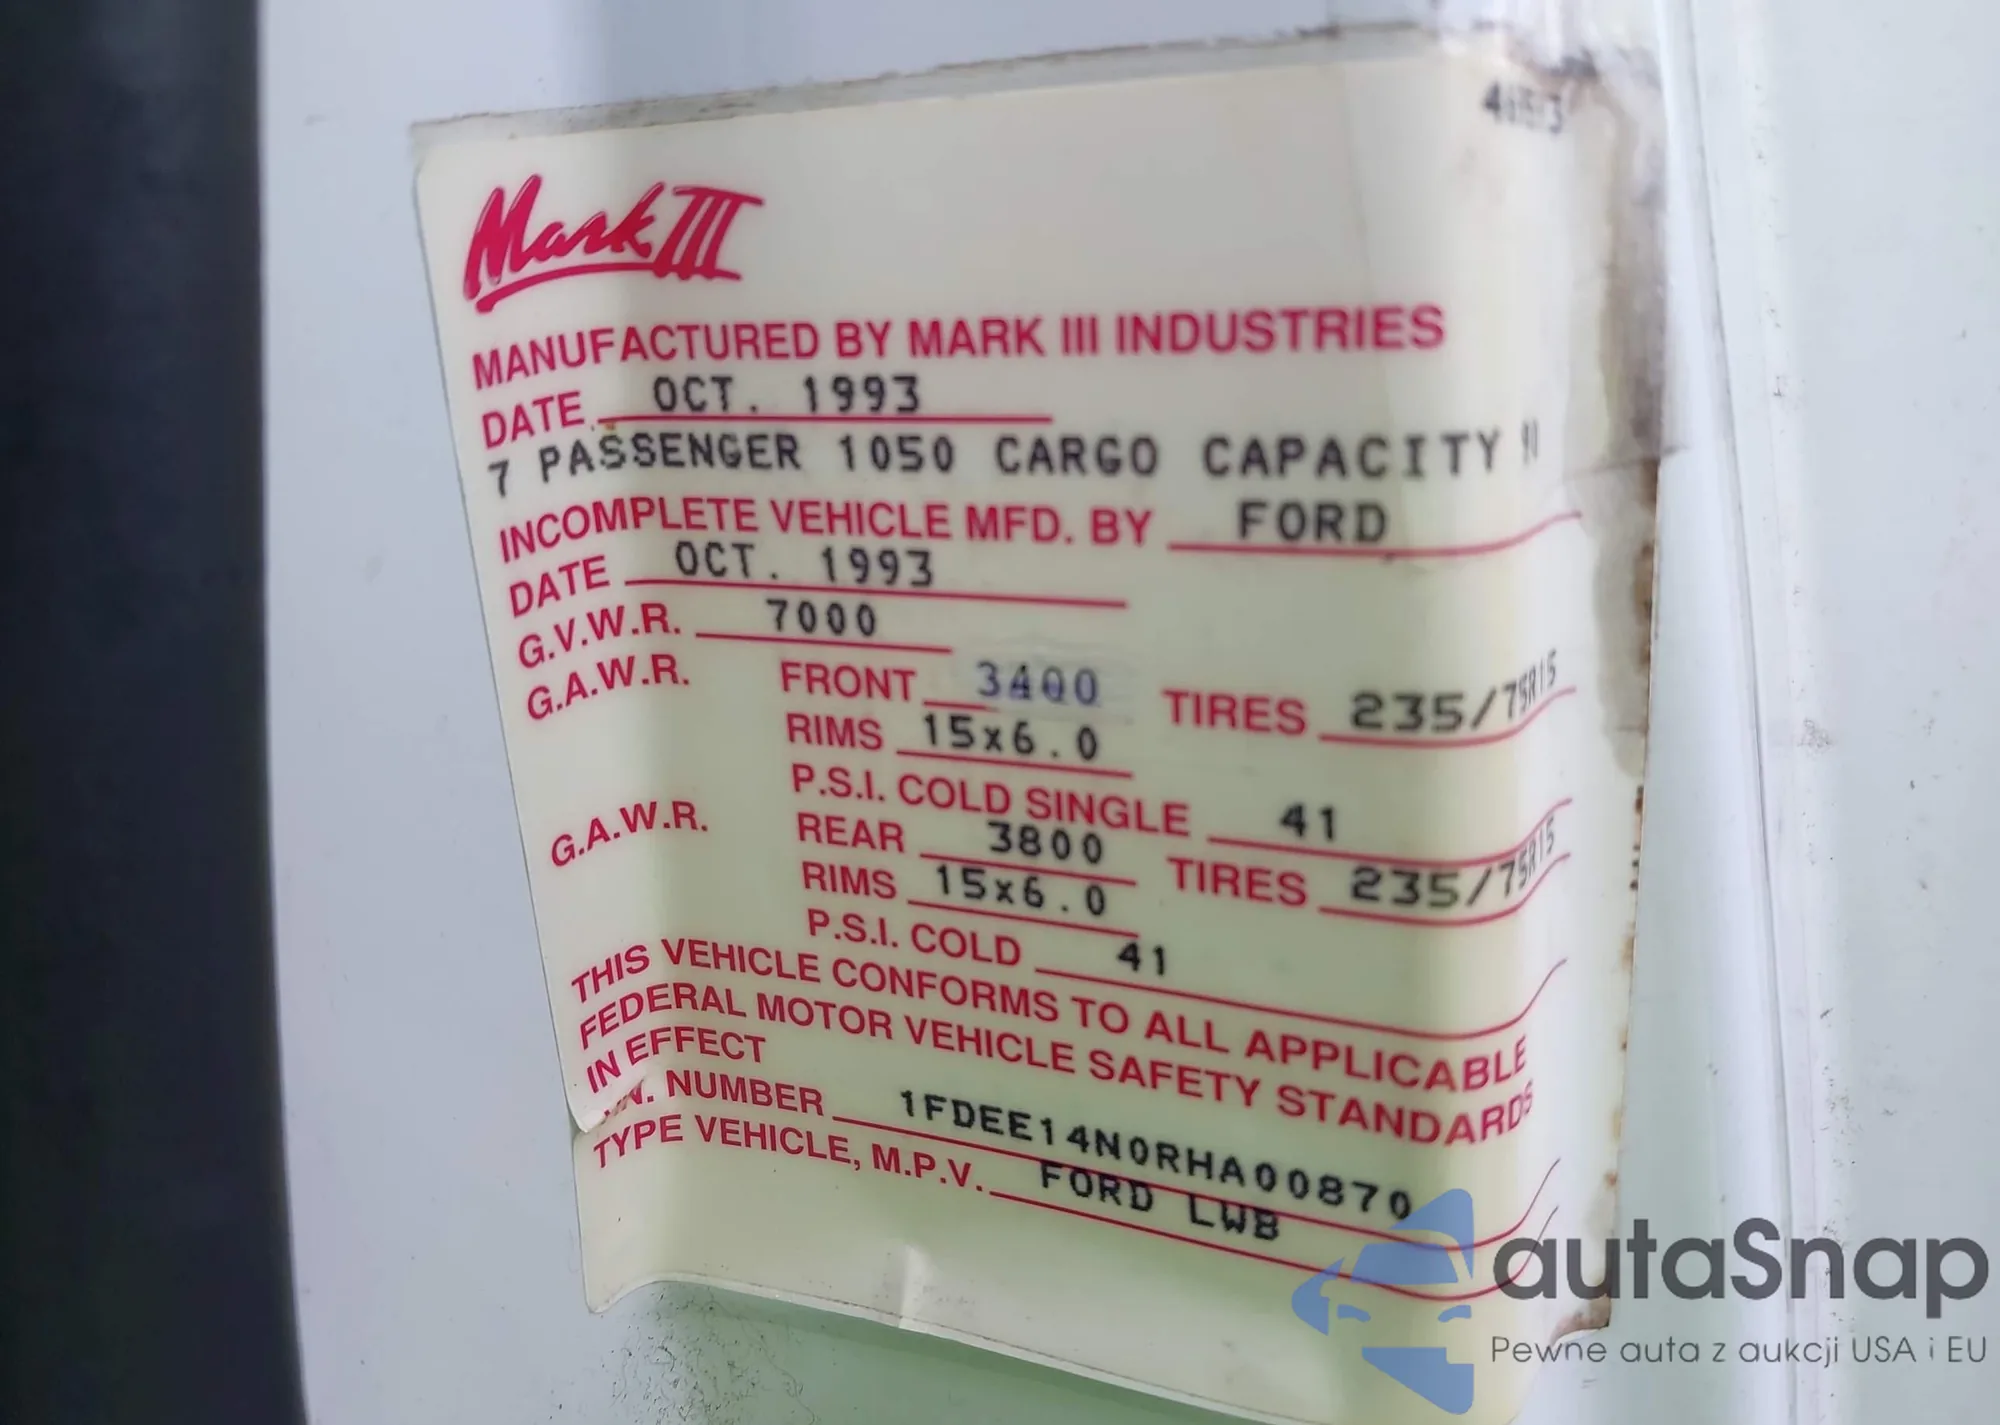 Mark III
MANUFACTURED BY MARK III INDUSTRIES
DATE OCT. 1993
7 PASSENGER 1050 CARGO CAPACITY
INCOMPLETE VEHICLE MFD. BY FORD
DATE OCT. 1993
G.V.W.R. 7000
G.A.W.R. FRONT 3400 TIRES 235/75R15
RIMS 15x6.0
P.S.I. COLD SINGLE 41
G.A.W.R. REAR 3800 TIRES 235/75R15
RIMS 15x6.0
P.S.I. COLD 41
THIS VEHICLE CONFORMS TO ALL APPLICABLE
FEDERAL MOTOR VEHICLE SAFETY STANDARDS
IN EFFECT
NUMBER 1FDEE14N0RHA00870
TYPE VEHICLE, M.P.V. FORD LWB
autaSnap
Pewne auta z aukcji USA i EU